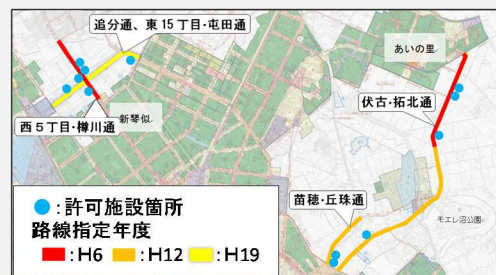 追分通、東15丁目・屯田通
あいの里
伏古・拓北通
新琴似
西5丁目・樽川通
苗穂・丘珠通
モエレ沼公園
：許可施設箇所
路線指定年度
：H6 ：H12 ：H19